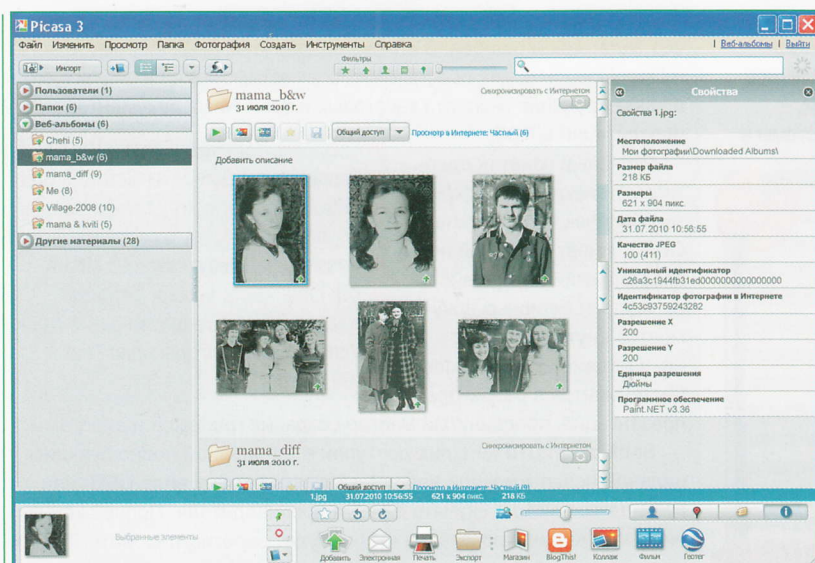 Picasa 3
Файл Изменить Просмотр Папка Фотография Создать Инструменты Справка
Веб-альбомы | Выйти
Импорт
Фильтры
Пользователи (1)
Папки (6)
Веб-альбомы (6)
Chehi (5)
mama_b&w (6)
mama_diff (9)
Me (8)
Village-2008 (10)
mama & kviti (5)
Другие материалы (28)
mama_b&w
31 июля 2010 г.
Синхронизировать с Интернетом
Общий доступ
Просмотр в Интернете: Частный (6)
Добавить описание
mama_diff
31 июля 2010 г.
Синхронизировать с Интернетом
Общий доступ
Просмотр в Интернете: Частный (9)
Свойства
Свойства 1.jpg:
Местоположение
Мои фотографии\Downloaded Albums\
Размер файла
218 КБ
Размеры
621 x 904 пикс.
Дата файла
31.07.2010 10:56:55
Качество JPEG
100 (411)
Уникальный идентификатор
c26a3c1944fb31ed0000000000000000
Идентификатор фотографии в Интернете
4c53c93759243282
Разрешение X
200
Разрешение Y
200
Единица разрешения
Дюймы
Программное обеспечение
Paint.NET v3.36
1.jpg 31.07.2010 10:56:55 621 x 904 пикс. 218 КБ
Выбранные элементы
Добавить Электронная Печать Экспорт Магазин BlogThis! Коллаж Фильм Геотег